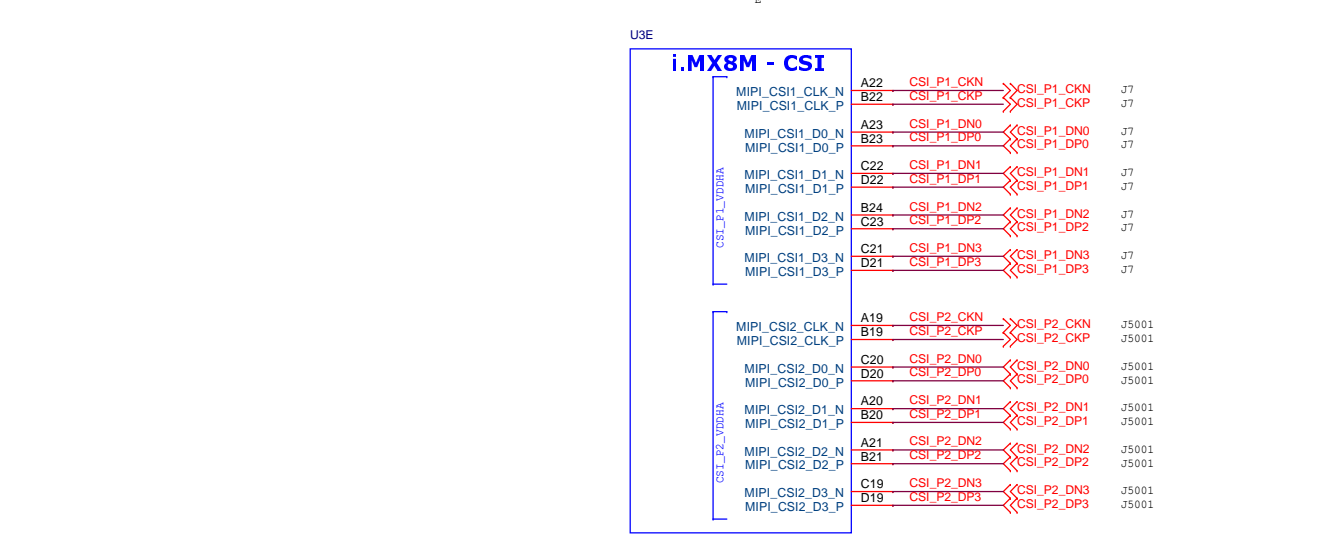 U3E
i.MX8M - CSI
MIPI_CSI1_CLK_N A22 CSI_P1_CKN CSI_P1_CKN J7
MIPI_CSI1_CLK_P B22 CSI_P1_CKP CSI_P1_CKP J7
MIPI_CSI1_D0_N A23 CSI_P1_DN0 CSI_P1_DN0 J7
MIPI_CSI1_D0_P B23 CSI_P1_DP0 CSI_P1_DP0 J7
MIPI_CSI1_D1_N C22 CSI_P1_DN1 CSI_P1_DN1 J7
MIPI_CSI1_D1_P D22 CSI_P1_DP1 CSI_P1_DP1 J7
MIPI_CSI1_D2_N B24 CSI_P1_DN2 CSI_P1_DN2 J7
MIPI_CSI1_D2_P C23 CSI_P1_DP2 CSI_P1_DP2 J7
MIPI_CSI1_D3_N C21 CSI_P1_DN3 CSI_P1_DN3 J7
MIPI_CSI1_D3_P D21 CSI_P1_DP3 CSI_P1_DP3 J7
CSI_P1_VDDHA
MIPI_CSI2_CLK_N A19 CSI_P2_CKN CSI_P2_CKN J5001
MIPI_CSI2_CLK_P B19 CSI_P2_CKP CSI_P2_CKP J5001
MIPI_CSI2_D0_N C20 CSI_P2_DN0 CSI_P2_DN0 J5001
MIPI_CSI2_D0_P D20 CSI_P2_DP0 CSI_P2_DP0 J5001
MIPI_CSI2_D1_N A20 CSI_P2_DN1 CSI_P2_DN1 J5001
MIPI_CSI2_D1_P B20 CSI_P2_DP1 CSI_P2_DP1 J5001
MIPI_CSI2_D2_N A21 CSI_P2_DN2 CSI_P2_DN2 J5001
MIPI_CSI2_D2_P B21 CSI_P2_DP2 CSI_P2_DP2 J5001
MIPI_CSI2_D3_N C19 CSI_P2_DN3 CSI_P2_DN3 J5001
MIPI_CSI2_D3_P D19 CSI_P2_DP3 CSI_P2_DP3 J5001
CSI_P2_VDDHA